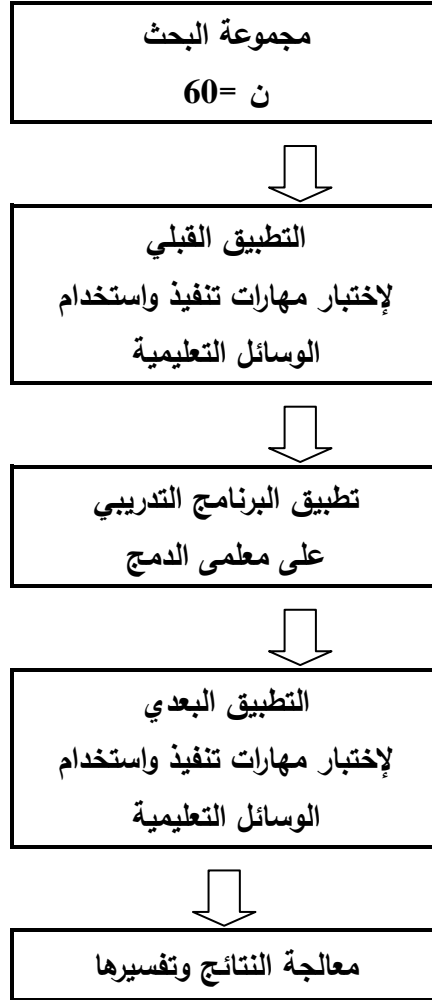 مجموعة البحث
ن =60
التطبيق القبلي
لإختبار مهارات تنفيذ واستخدام
الوسائل التعليمية
تطبيق البرنامج التدريبي
على معلمى الدمج
التطبيق البعدي
لإختبار مهارات تنفيذ واستخدام
الوسائل التعليمية
معالجة النتائج وتفسيرها